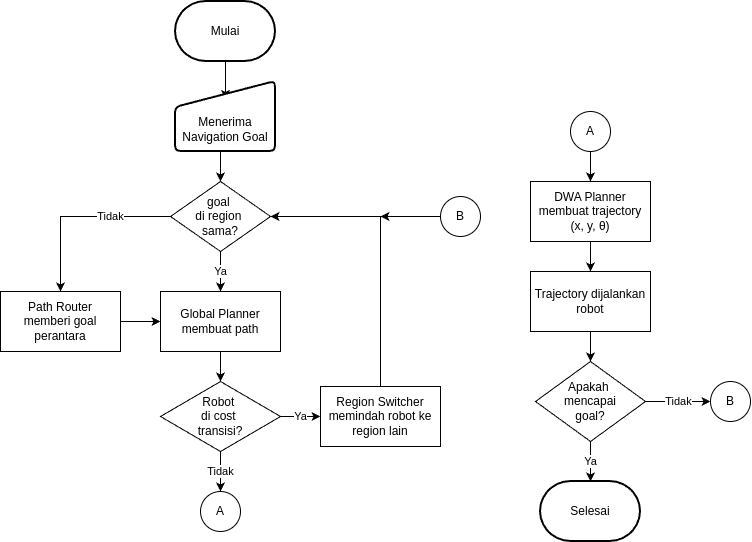 Mulai
Menerima
Navigation Goal
goal
di region
sama?
Tidak
Ya
B
Path Router
memberi goal
perantara
Global Planner
membuat path
Robot
di cost
transisi?
Ya
Region Switcher
memindah robot ke
region lain
Tidak
A
A
DWA Planner
membuat trajectory
(x, y, θ)
Trajectory dijalankan
robot
Apakah
mencapai
goal?
Tidak
B
Ya
Selesai